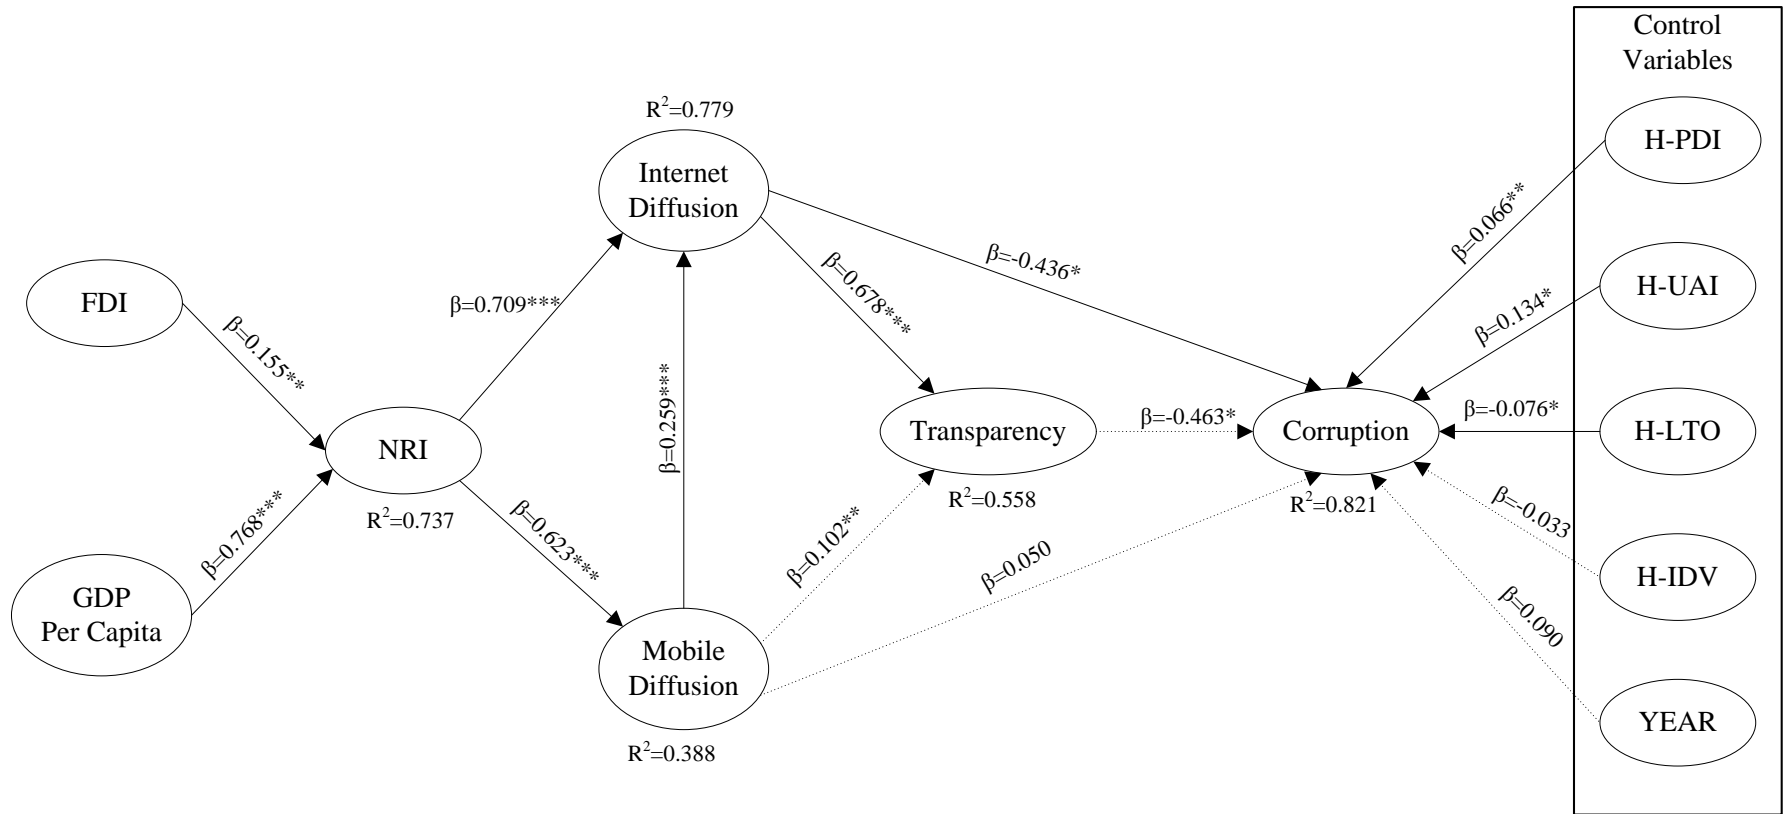 Control
Variables
R²=0.779
H-PDI
Internet
Diffusion
β=0.066**
β=-0.436*
H-UAI
FDI
β=0.709***
β=0.678***
β=0.134*
β=0.155**
β=0.259***
β=-0.463*
β=-0.076*
NRI
Transparency
Corruption
H-LTO
R²=0.737
R²=0.558
R²=0.821
β=0.768***
β=0.623***
β=0.102**
β=0.050
β=-0.033
H-IDV
GDP
Per Capita
β=0.090
Mobile
Diffusion
YEAR
R²=0.388